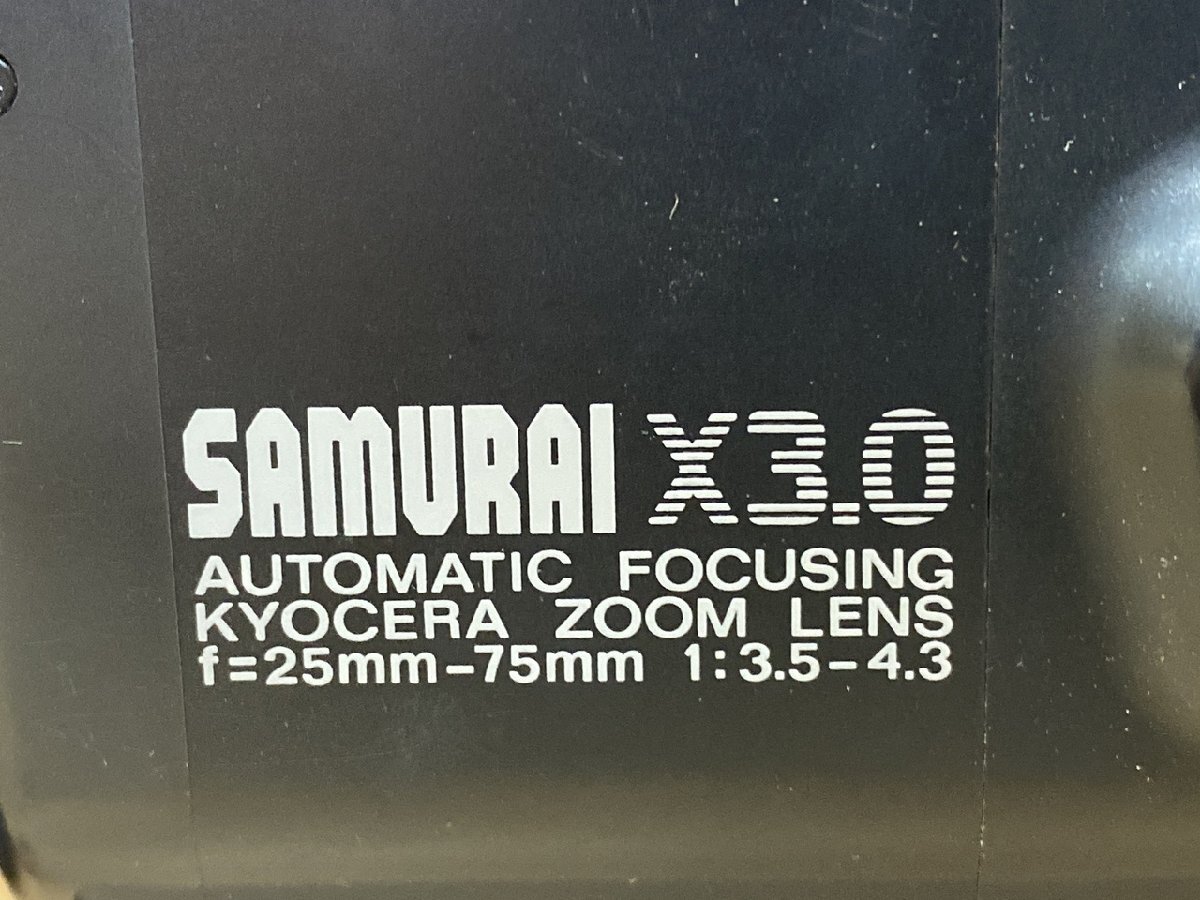 SAMURAI X3.0
AUTOMATIC FOCUSING
KYOCERA ZOOM LENS
f=25mm-75mm 1:3.5-4.3